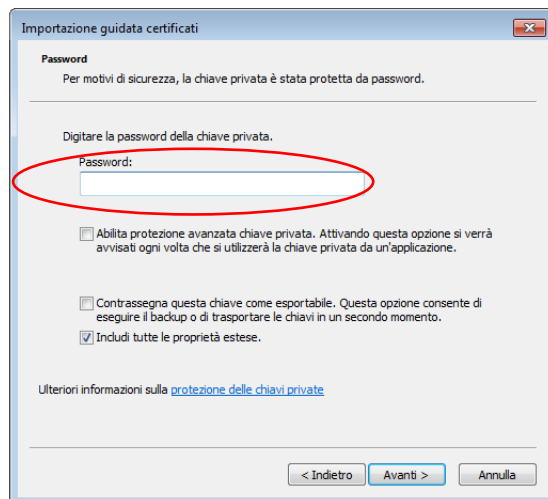 Importazione guidata certificati
Password
Per motivi di sicurezza, la chiave privata è stata protetta da password.
Digitare la password della chiave privata.
Password:
Abilita protezione avanzata chiave privata. Attivando questa opzione si verrà
avvisati ogni volta che si utilizzerà la chiave privata da un'applicazione.
Contrassegna questa chiave come esportabile. Questa opzione consente di
eseguire il backup o di trasportare le chiavi in un secondo momento.
Includi tutte le proprietà estese.
Ulteriori informazioni sulla protezione delle chiavi private
< Indietro Avanti > Annulla